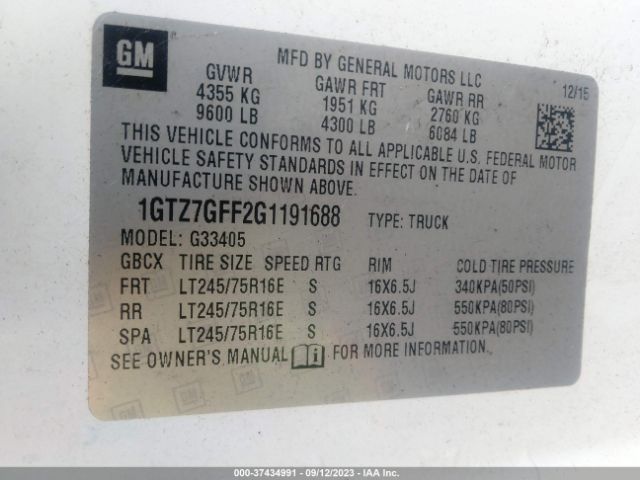 GM
MFD BY GENERAL MOTORS LLC
GVWR GAWR FRT GAWR RR 12/15
4355 KG 1951 KG 2760 KG
9600 LB 4300 LB 6084 LB
THIS VEHICLE CONFORMS TO ALL APPLICABLE U.S. FEDERAL MOTOR
VEHICLE SAFETY STANDARDS IN EFFECT ON THE DATE OF
MANUFACTURE SHOWN ABOVE.
1GTZ7GFF2G1191688 TYPE: TRUCK
MODEL: G33405
GBCX TIRE SIZE SPEED RTG RIM COLD TIRE PRESSURE
FRT LT245/75R16E S 16X6.5J 340KPA(50PSI)
RR LT245/75R16E S 16X6.5J 550KPA(80PSI)
SPA LT245/75R16E S 16X6.5J 550KPA(80PSI)
SEE OWNER'S MANUAL FOR MORE INFORMATION.
000-37434991 - 09/12/2023 - IAA Inc.